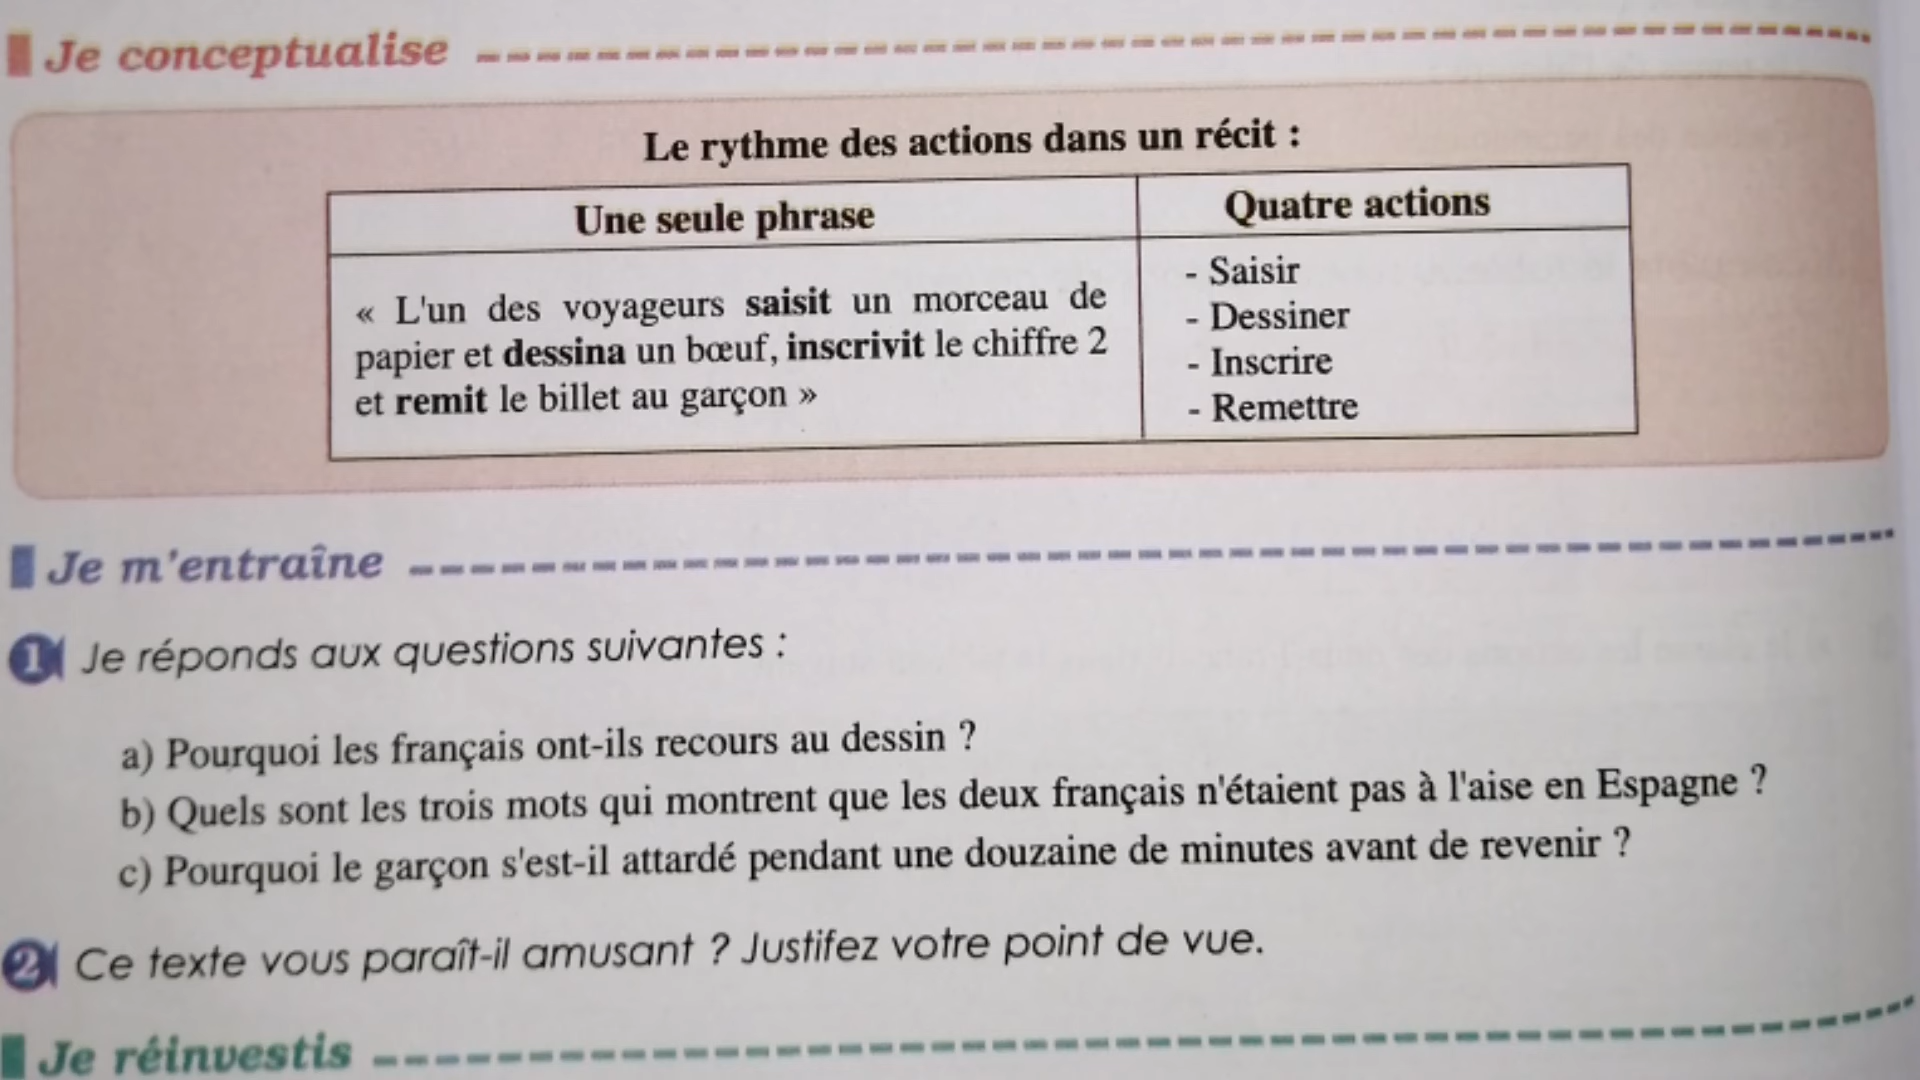 Je conceptualise
Le rythme des actions dans un récit :
Une seule phrase
Quatre actions
« L'un des voyageurs saisit un morceau de
papier et dessina un bœuf, inscrivit le chiffre 2
et remit le billet au garçon »
- Saisir
- Dessiner
- Inscrire
- Remettre
Je m'entraîne
1 Je réponds aux questions suivantes :
a) Pourquoi les français ont-ils recours au dessin ?
b) Quels sont les trois mots qui montrent que les deux français n'étaient pas à l'aise en Espagne ?
c) Pourquoi le garçon s'est-il attardé pendant une douzaine de minutes avant de revenir ?
2 Ce texte vous paraît-il amusant ? Justifez votre point de vue.
Je réinvestis